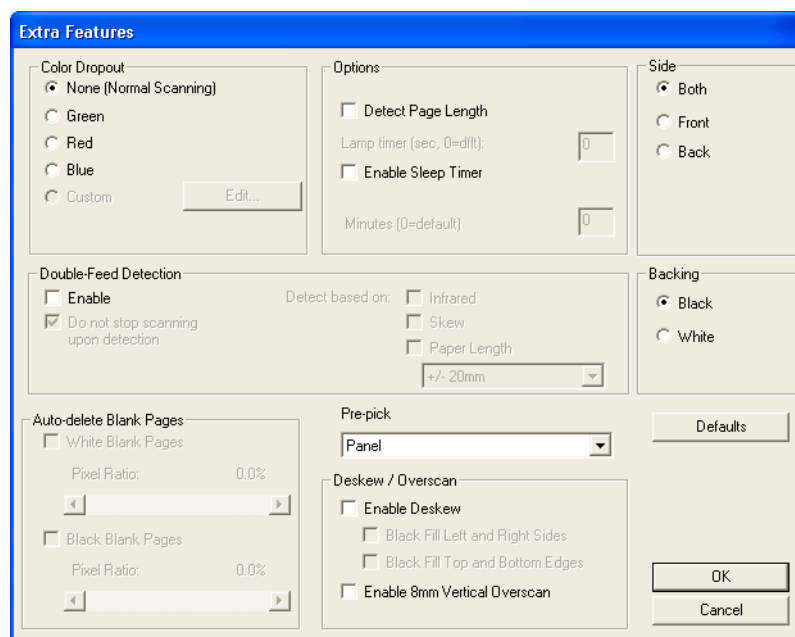 Extra Features
Color Dropout
None (Normal Scanning)
Green
Red
Blue
Custom
Edit...
Options
Detect Page Length
Lamp timer (sec, 0=dflt):
0
Enable Sleep Timer
Minutes (0=default)
0
Side
Both
Front
Back
Double-Feed Detection
Enable
Do not stop scanning
upon detection
Detect based on:
Infrared
Skew
Paper Length
+/- 20mm
Backing
Black
White
Auto-delete Blank Pages
White Blank Pages
Pixel Ratio:
0.0%
Black Blank Pages
Pixel Ratio:
0.0%
Pre-pick
Panel
Deskew / Overscan
Enable Deskew
Black Fill Left and Right Sides
Black Fill Top and Bottom Edges
Enable 8mm Vertical Overscan
Defaults
OK
Cancel